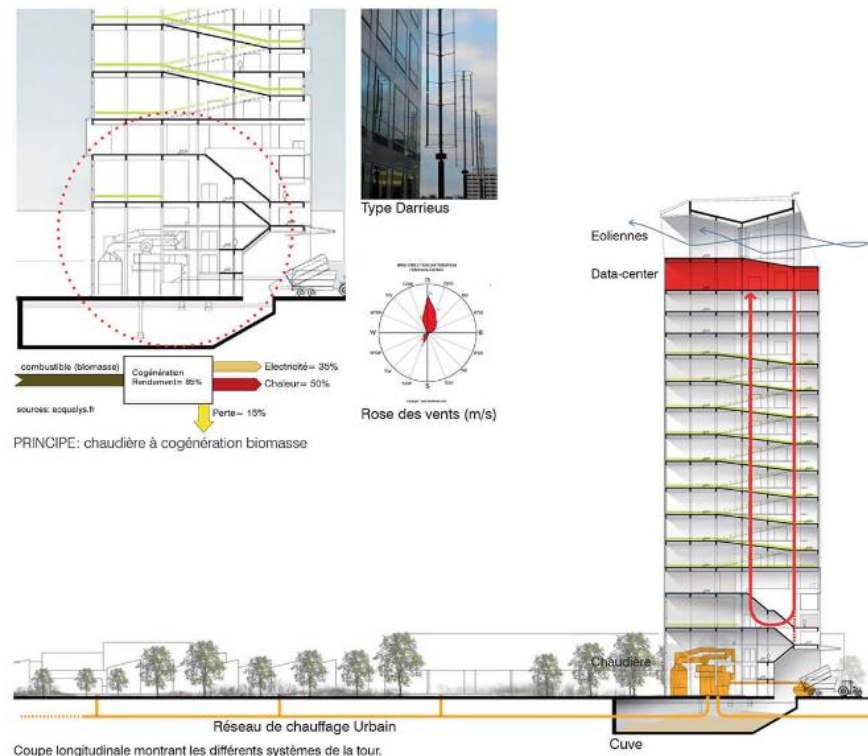 Type Darrieus
N
W
E
S
Rose des vents (m/s)
combustible (biomasse)
Cogénération
Rendement= 85%
Electricité= 35%
Chaleur= 50%
Perte= 15%
sources: ecqualys.fr
PRINCIPE: chaudière à cogénération biomasse
Eoliennes
Data-center
Chaudière
Réseau de chauffage Urbain
Cuve
Coupe longitudinale montrant les différents systèmes de la tour.